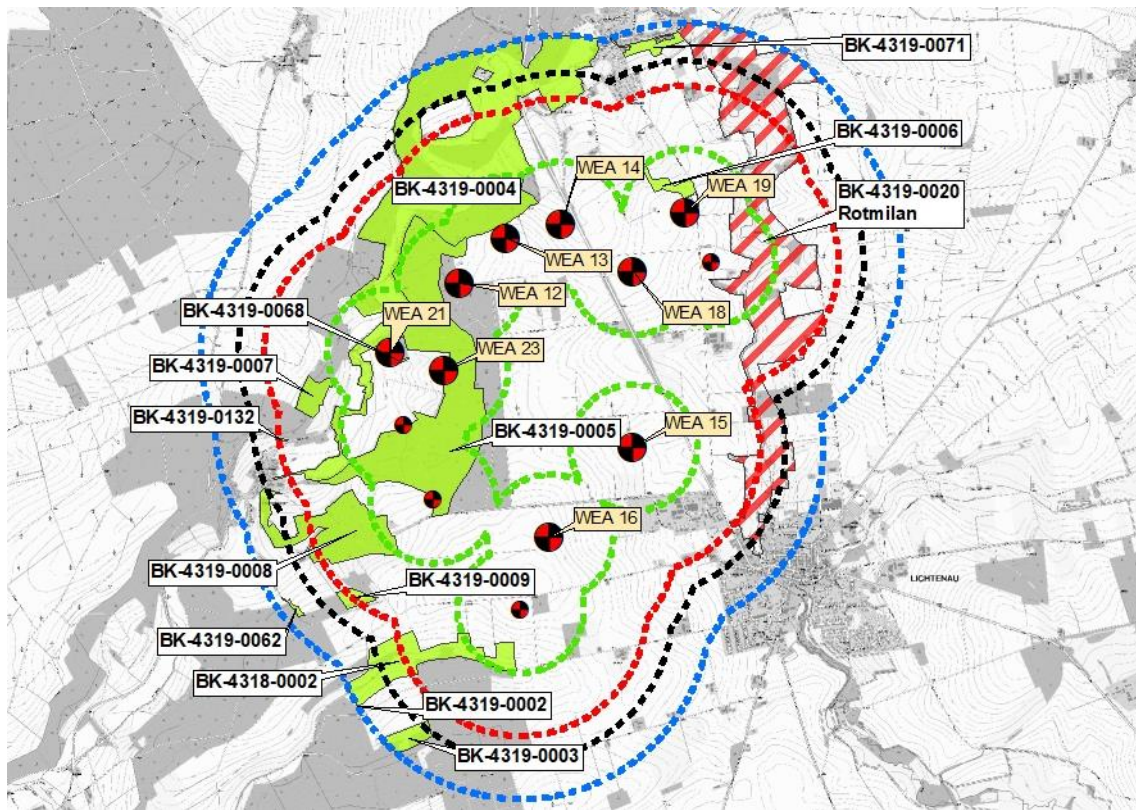 BK-4319-0071
BK-4319-0006
WEA 14
WEA 19
BK-4319-0004
BK-4319-0020
Rotmilan
WEA 13
WEA 12
WEA 18
BK-4319-0068
WEA 21
WEA 23
BK-4319-0007
BK-4319-0132
WEA 15
BK-4319-0005
WEA 16
BK-4319-0008
BK-4319-0009
LICHTENAU
BK-4319-0062
BK-4318-0002
BK-4319-0002
BK-4319-0003